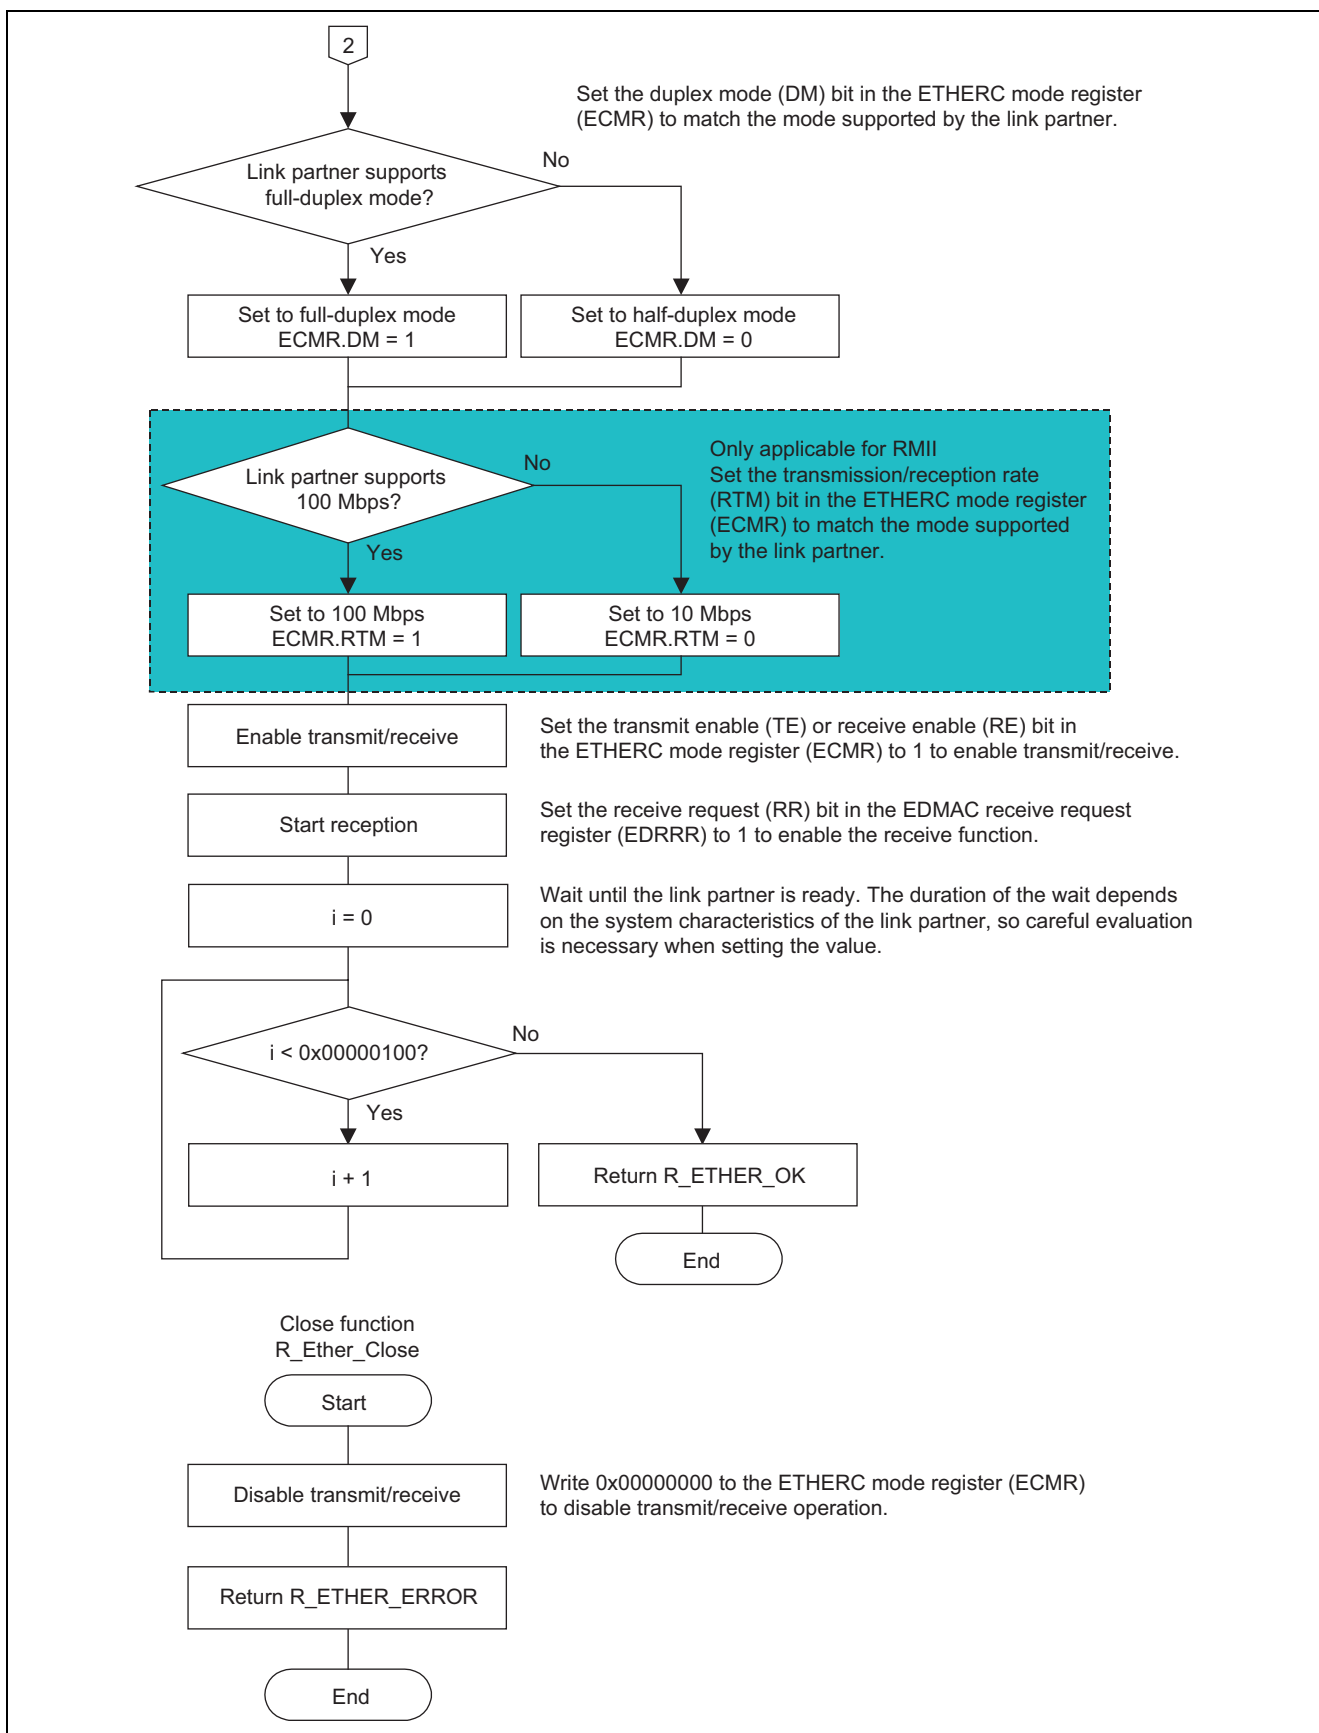 2
Set the duplex mode (DM) bit in the ETHERC mode register
(ECMR) to match the mode supported by the link partner.
Link partner supports
full-duplex mode?
No
Yes
Set to full-duplex mode
ECMR.DM = 1
Set to half-duplex mode
ECMR.DM = 0
Link partner supports
100 Mbps?
No
Yes
Only applicable for RMII
Set the transmission/reception rate
(RTM) bit in the ETHERC mode register
(ECMR) to match the mode supported
by the link partner.
Set to 100 Mbps
ECMR.RTM = 1
Set to 10 Mbps
ECMR.RTM = 0
Enable transmit/receive
Set the transmit enable (TE) or receive enable (RE) bit in
the ETHERC mode register (ECMR) to 1 to enable transmit/receive.
Start reception
Set the receive request (RR) bit in the EDMAC receive request
register (EDRRR) to 1 to enable the receive function.
i = 0
Wait until the link partner is ready. The duration of the wait depends
on the system characteristics of the link partner, so careful evaluation
is necessary when setting the value.
i < 0x00000100?
No
Yes
i + 1
Return R_ETHER_OK
End
Close function
R_Ether_Close
Start
Disable transmit/receive
Write 0x00000000 to the ETHERC mode register (ECMR)
to disable transmit/receive operation.
Return R_ETHER_ERROR
End